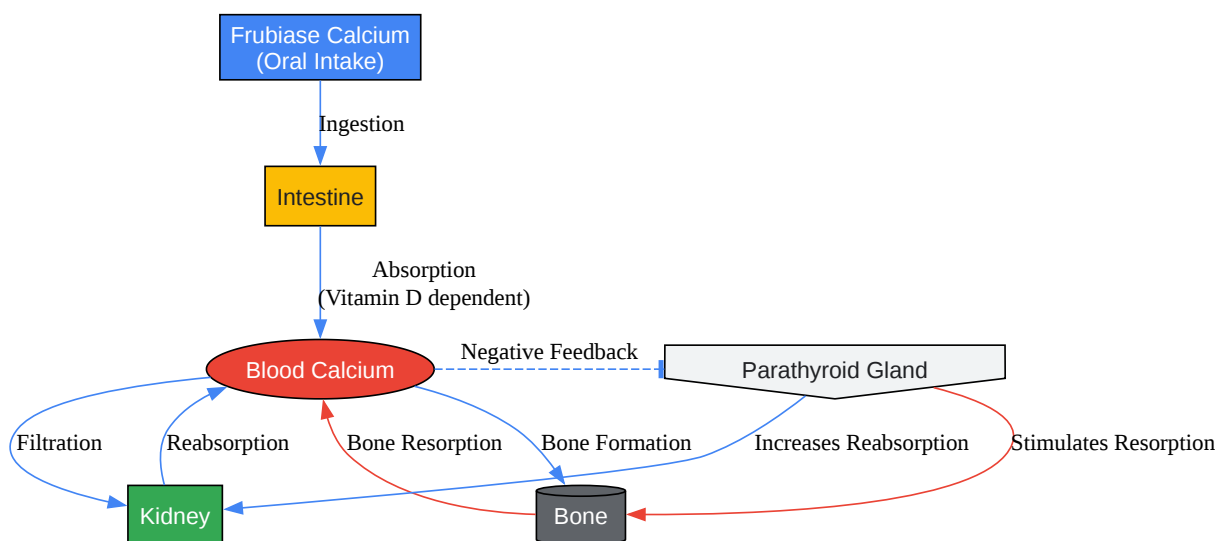 Frubiase Calcium
(Oral Intake)
Ingestion
Intestine
Absorption
(Vitamin D dependent)
Negative Feedback
Blood Calcium
Parathyroid Gland
Filtration
Reabsorption
Bone Resorption
Bone Formation
Increases Reabsorption
Stimulates Resorption
Kidney
Bone